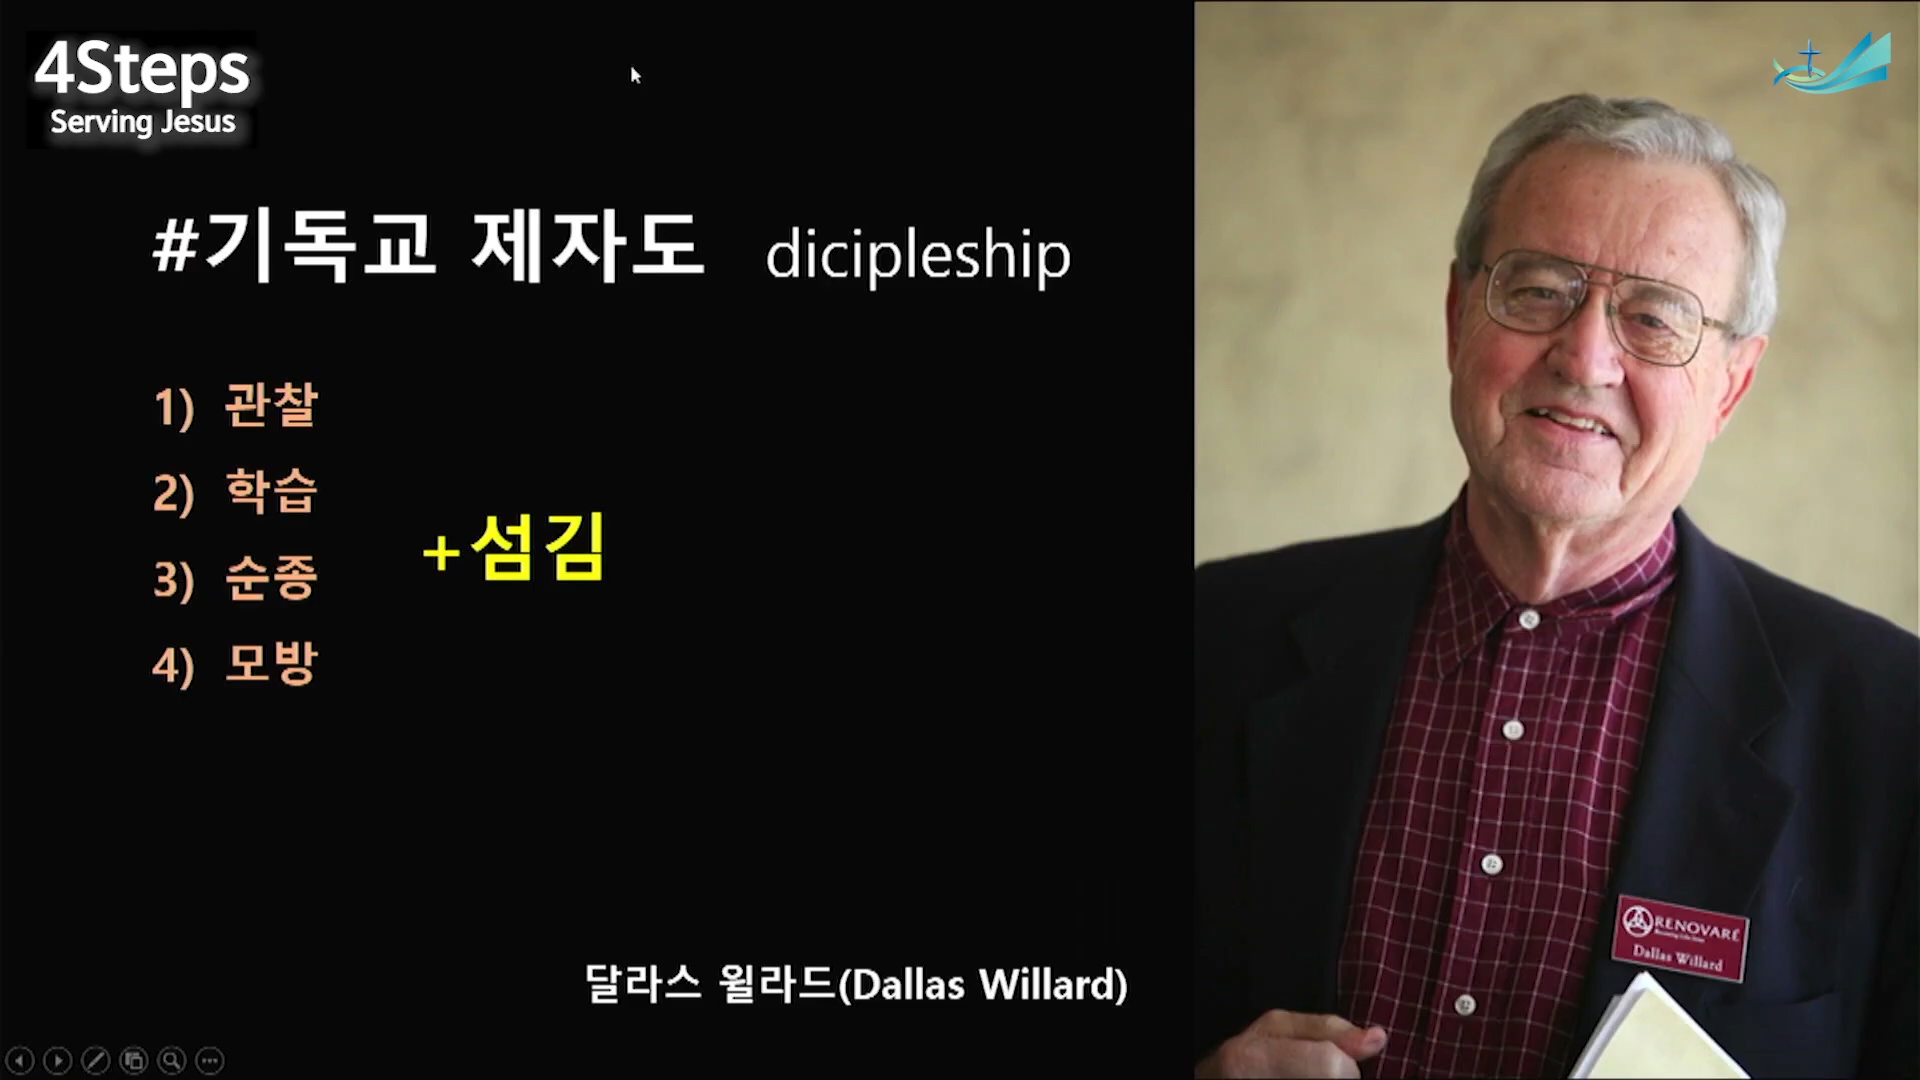 4Steps
Serving Jesus
#기독교 제자도 dicipleship
1) 관찰
2) 학습
+섬김
3) 순종
4) 모방
달라스 윌라드(Dallas Willard)
RENOVARÉ
Dallas Willard